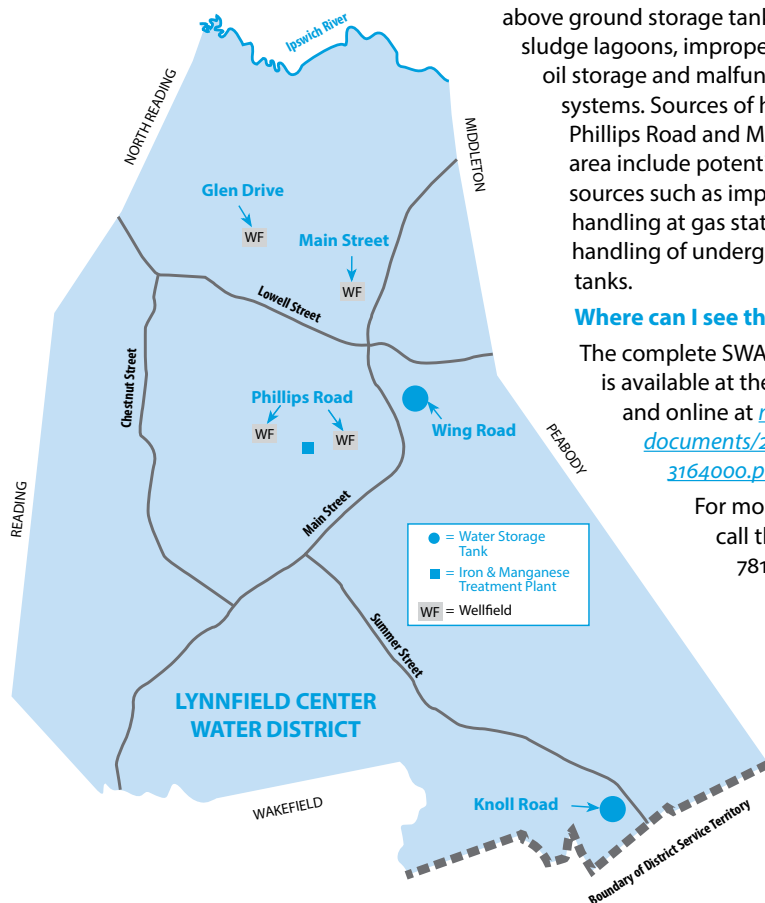 above ground storage tank
sludge lagoons, imprope
oil storage and malfun
systems. Sources of h
Phillips Road and M
area include potent
sources such as imp
handling at gas stat
handling of underg
tanks.
Where can I see th
The complete SWA
is available at the
and online at
documents/2
3164000.p
For mo
call th
781
Ipswich River
NORTH READING
MIDDLETON
Glen Drive
WF
Main Street
WF
Lowell Street
Chestnut Street
Phillips Road
WF
WF
Wing Road
PEABODY
READING
Main Street
= Water Storage
Tank
= Iron & Manganese
Treatment Plant
WF = Wellfield
Summer Street
LYNNFIELD CENTER
WATER DISTRICT
WAKEFIELD
Knoll Road
Boundary of District Service Territory